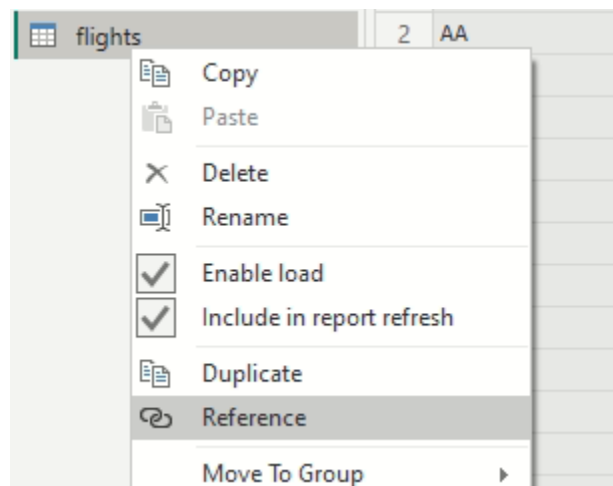 flights
2 AA
Copy
Paste
Delete
Rename
Enable load
Include in report refresh
Duplicate
Reference
Move To Group